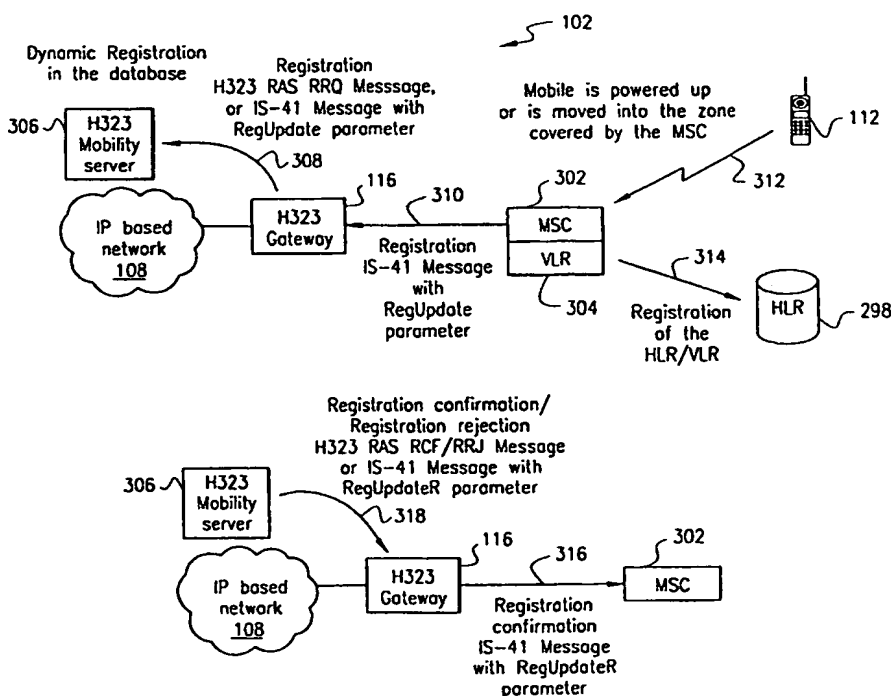 102
Dynamic Registration
in the database
Registration
H323 RAS RRQ Messsage,
or IS-41 Message with
RegUpdate parameter
Mobile is powered up
or is moved into the zone
covered by the MSC
306
H323
Mobility
server
308
112
312
116
310
302
IP based
network
108
H323
Gateway
MSC
VLR
Registration
IS-41 Message
with
RegUpdate
parameter
304
314
HLR
298
Registration
of the
HLR/VLR
Registration confirmation/
Registration rejection
H323 RAS RCF/RRJ Message
or IS-41 Message with
RegUpdateR parameter
306
H323
Mobility
server
318
116
316
302
IP based
network
108
H323
Gateway
MSC
Registration
confirmation
IS-41 Message
with RegUpdateR
parameter